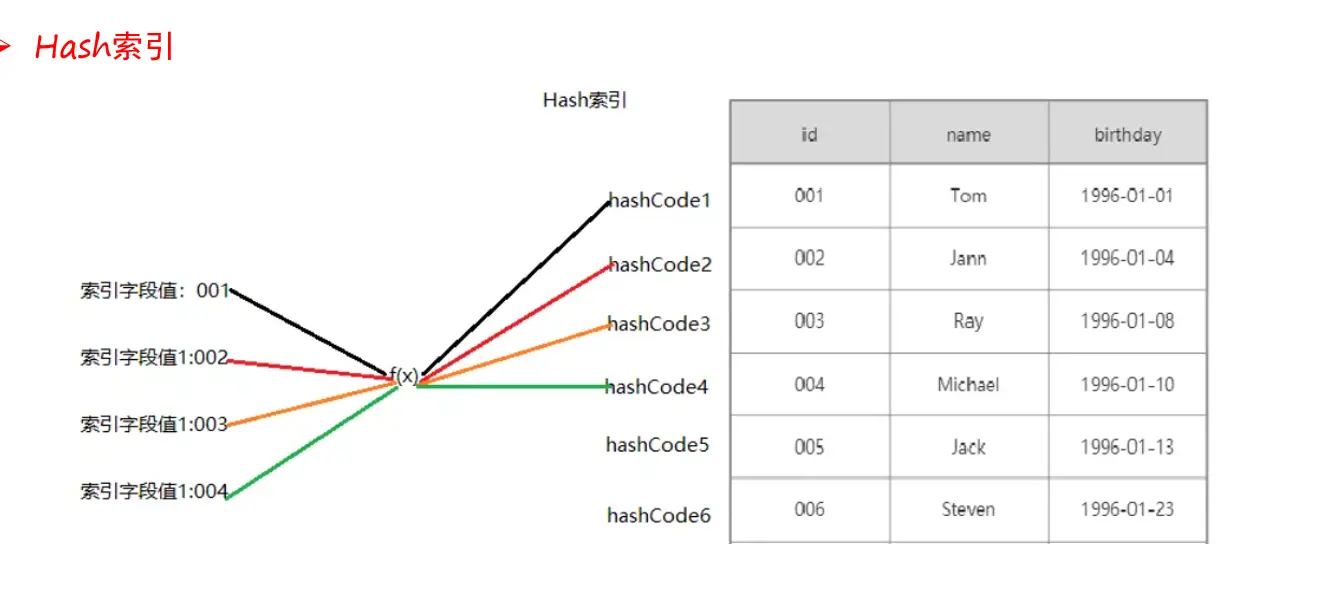 Hash索引
Hash索引
id name birthday
hashCode1 001 Tom 1996-01-01
hashCode2 002 Jann 1996-01-04
索引字段值：001
hashCode3 003 Ray 1996-01-08
索引字段值1:002
f(x)
hashCode4 004 Michael 1996-01-10
索引字段值1:003
hashCode5 005 Jack 1996-01-13
索引字段值1:004
hashCode6 006 Steven 1996-01-23